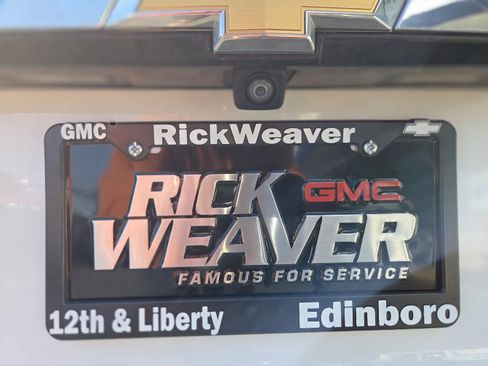 GMC RickWeaver
RICK GMC
WEAVER
FAMOUS FOR SERVICE
12th & Liberty Edinboro